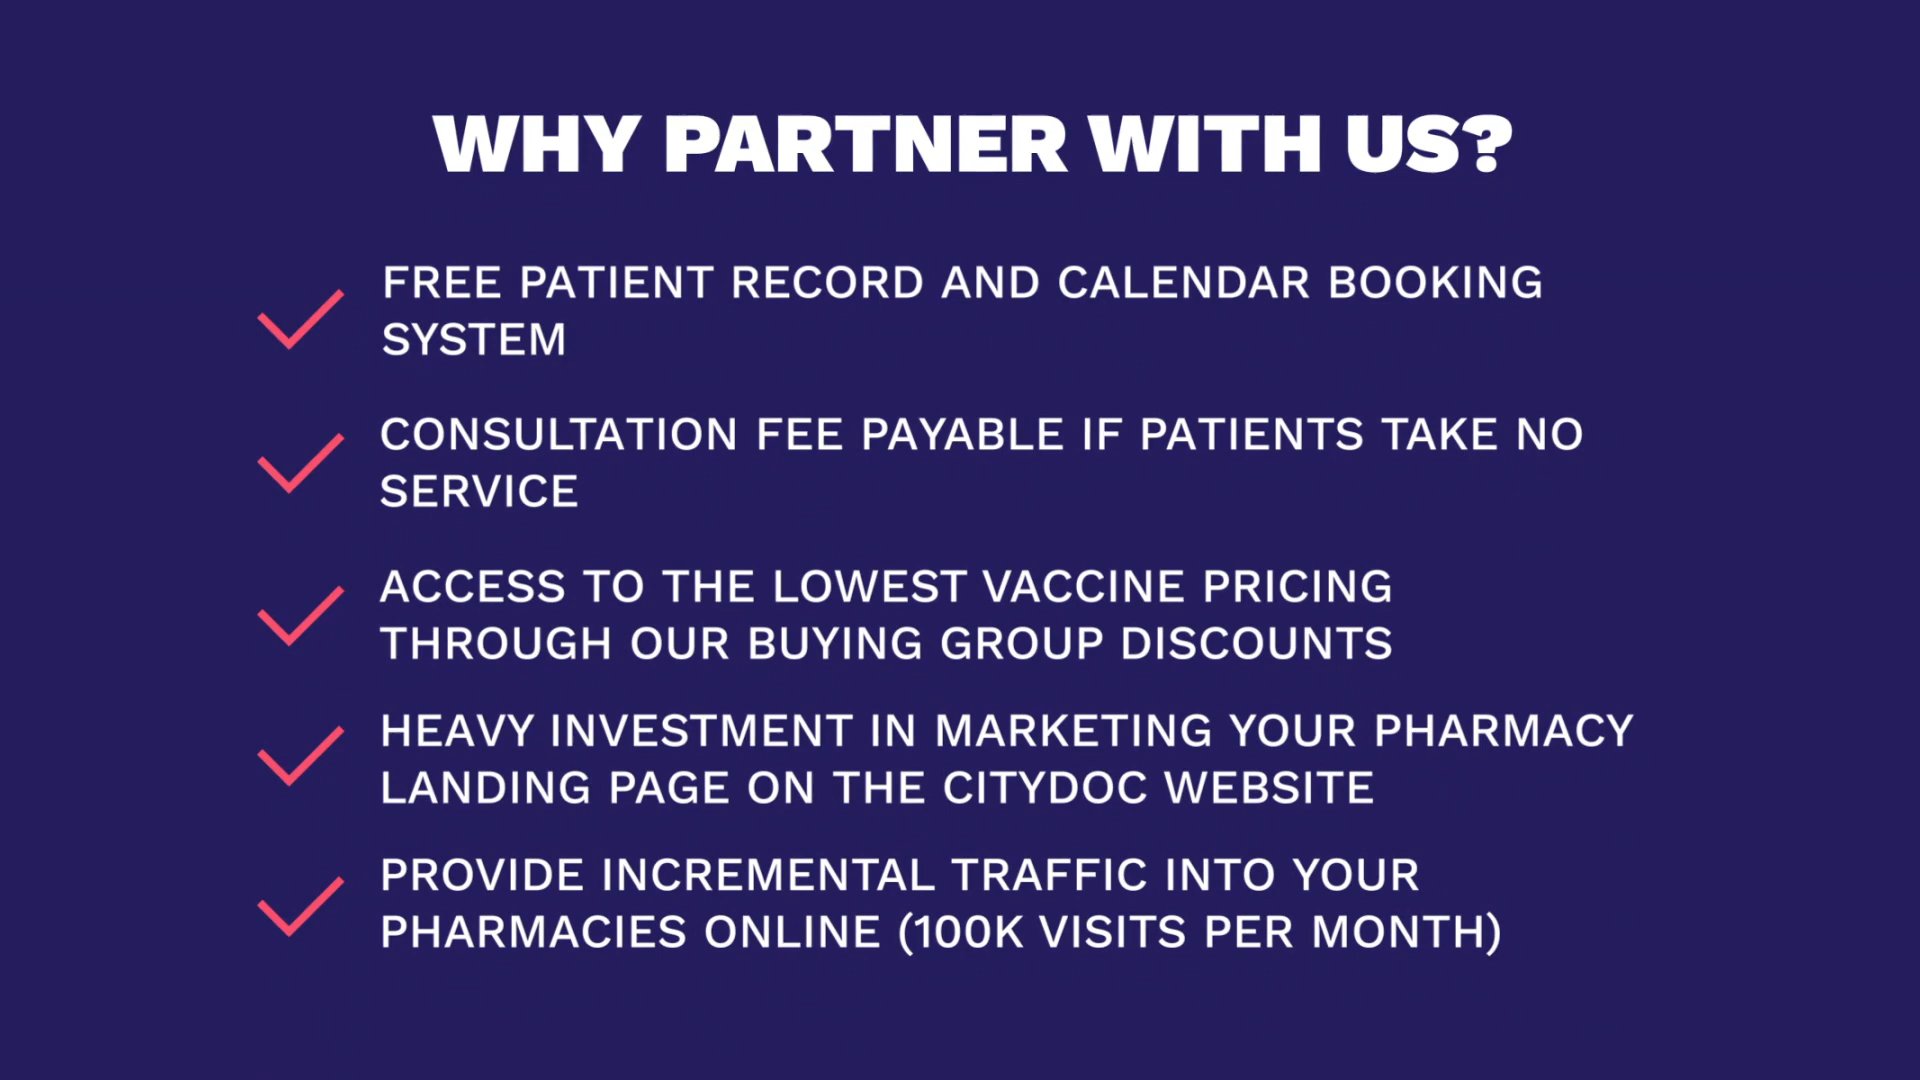 WHY PARTNER WITH US?
FREE PATIENT RECORD AND CALENDAR BOOKING
SYSTEM
CONSULTATION FEE PAYABLE IF PATIENTS TAKE NO
SERVICE
ACCESS TO THE LOWEST VACCINE PRICING
THROUGH OUR BUYING GROUP DISCOUNTS
HEAVY INVESTMENT IN MARKETING YOUR PHARMACY
LANDING PAGE ON THE CITYDOC WEBSITE
PROVIDE INCREMENTAL TRAFFIC INTO YOUR
PHARMACIES ONLINE (100K VISITS PER MONTH)